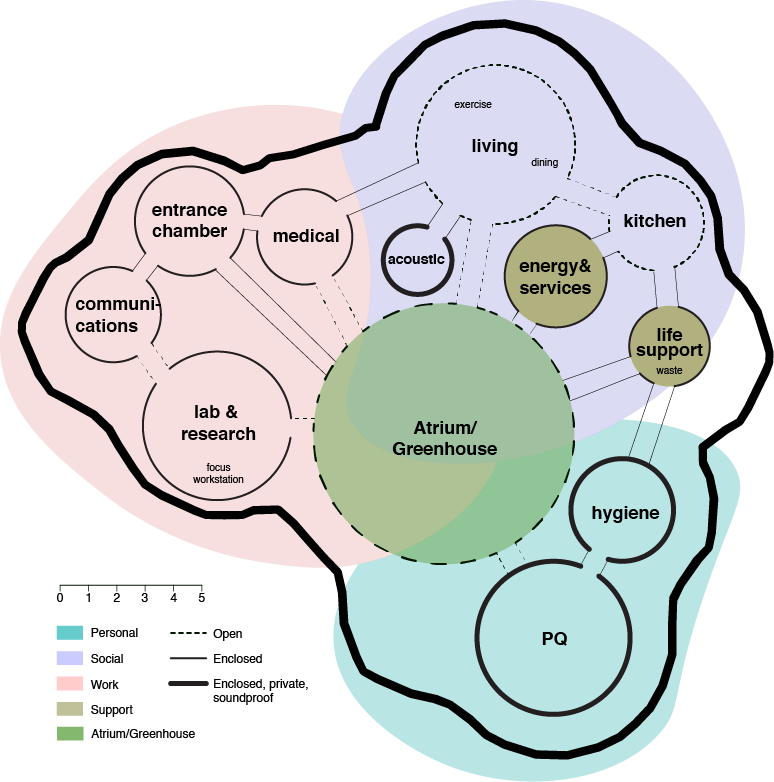 exercise
living
dining
entrance
chamber
medical
kitchen
acoustic
energy&
services
communi-
cations
life
support
waste
lab &
research
focus
workstation
Atrium/
Greenhouse
hygiene
PQ
0 1 2 3 4 5
Personal
Social
Work
Support
Atrium/Greenhouse
Open
Enclosed
Enclosed, private,
soundproof